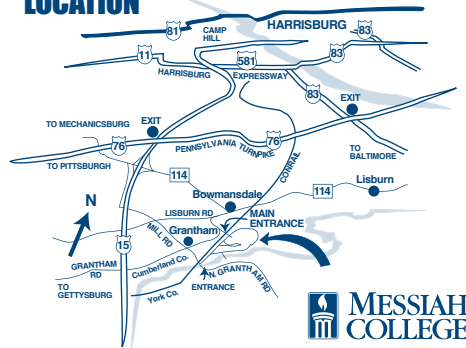 LOCATION
HARRISBURG
81
CAMP
HILL
83
11
HARRISBURG
EXPRESSWAY
581
83
83
EXIT
EXIT
TO MECHANICSBURG
76
PENNSYLVANIA TURNPIKE
76
TO PITTSBURGH
TO
BALTIMORE
CONRAIL
114
114
Lisburn
Bowmansdale
N
LISBURN RD
MAIN
ENTRANCE
MILL RD
Grantham
15
GRANTHAM
RD
Cumberland Co.
N. GRANTHAM RD
ENTRANCE
TO
GETTYSBURG
York Co.
MESSIAH
COLLEGE